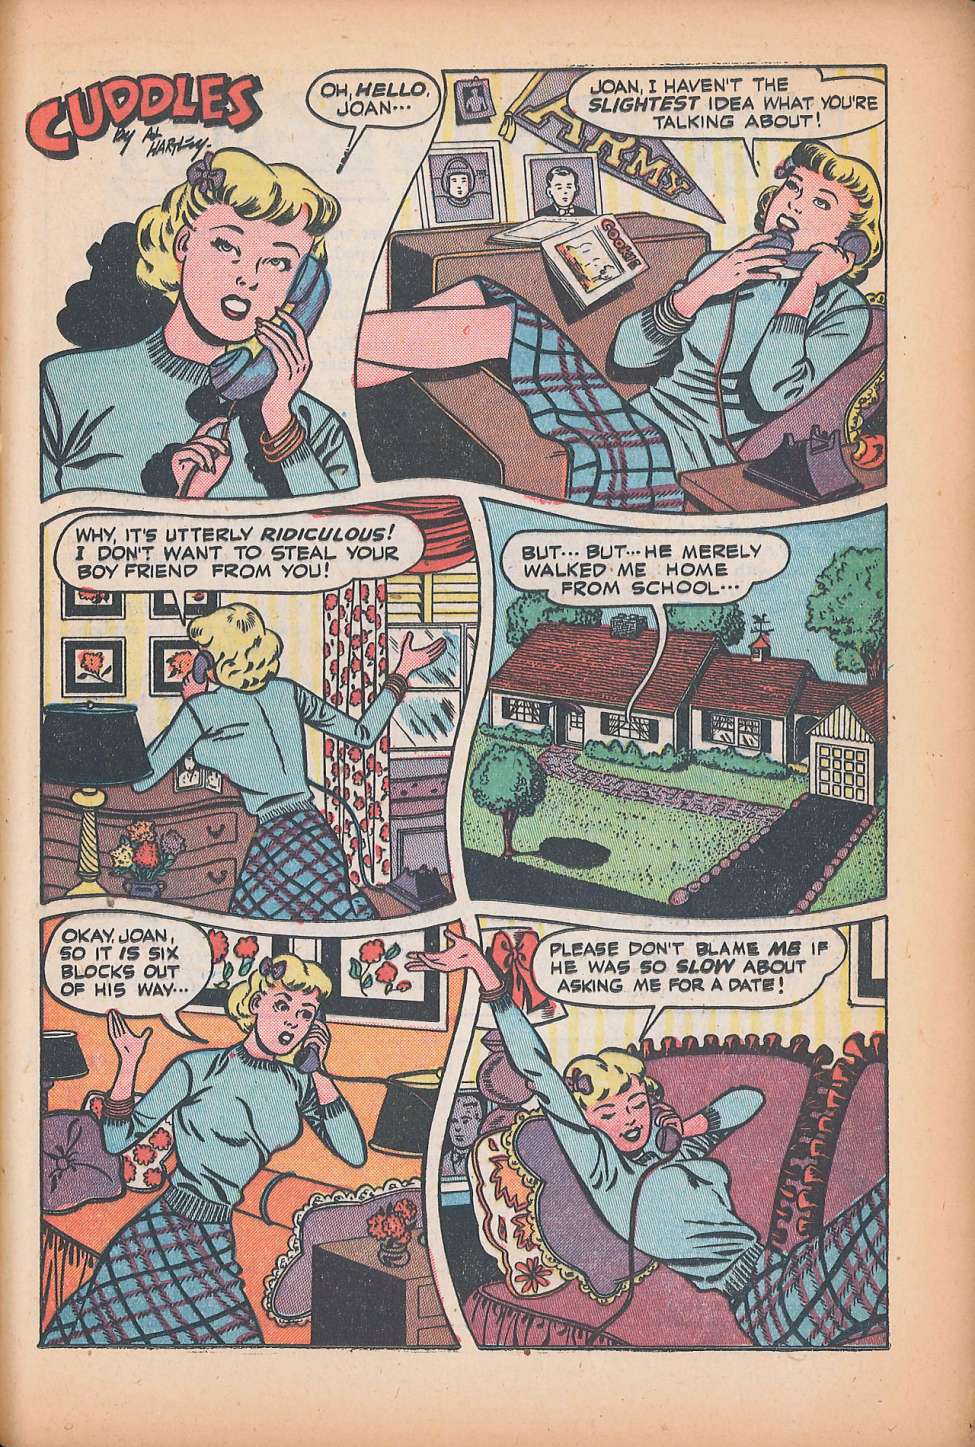 CUDDLES
by AL
HARTLEY-
OH, HELLO,
JOAN...
JOAN, I HAVEN'T THE
SLIGHTEST IDEA WHAT YOU'RE
TALKING ABOUT!
ARMY
COOKIE
WHY, IT'S UTTERLY RIDICULOUS!
I DON'T WANT TO STEAL YOUR
BOY FRIEND FROM YOU!
BUT... BUT... HE MERELY
WALKED ME HOME
FROM SCHOOL...
OKAY, JOAN,
SO IT IS SIX
BLOCKS OUT
OF HIS WAY...
PLEASE DON'T BLAME ME IF
HE WAS SO SLOW ABOUT
ASKING ME FOR A DATE!